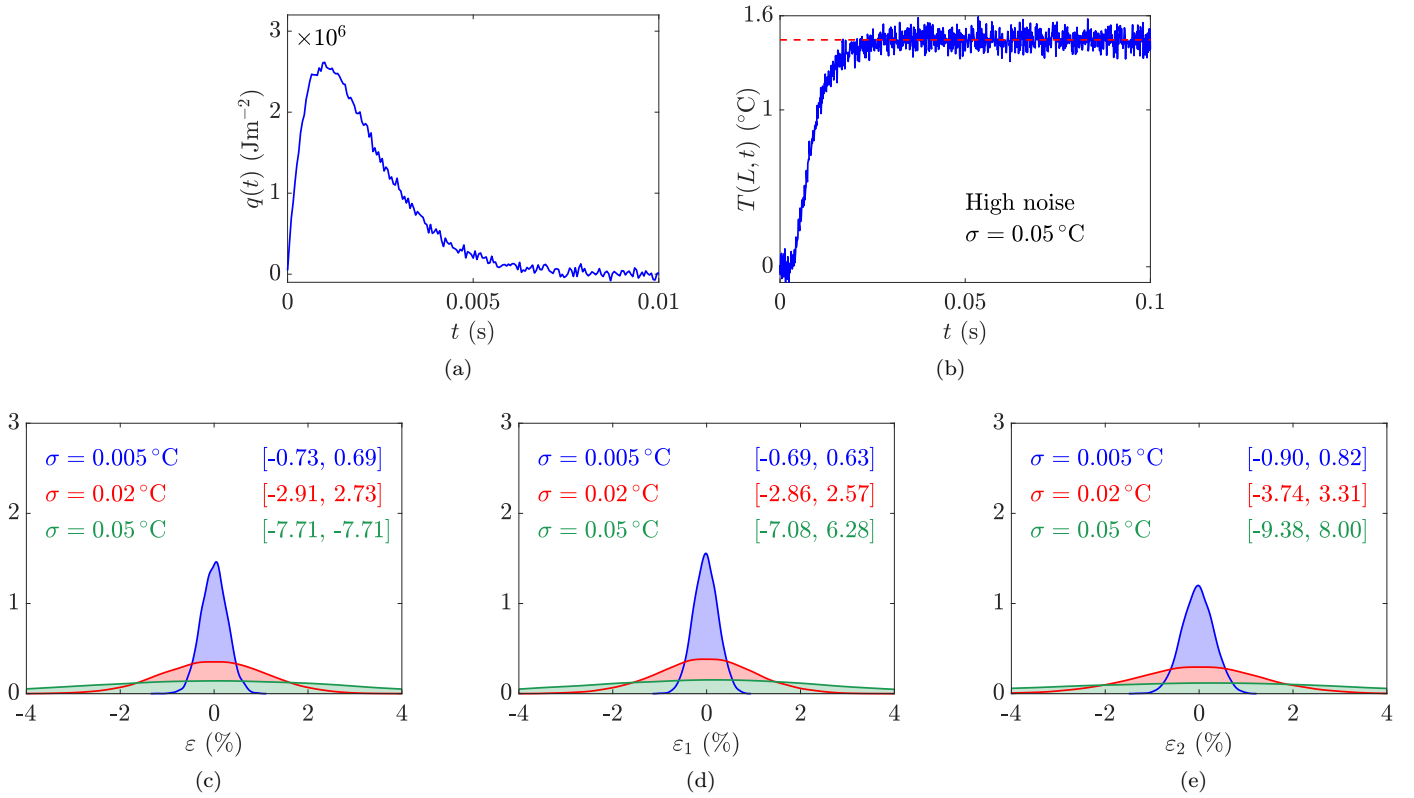 ×10⁶
3
2
1
0
q(t) (Jm⁻²)
0
0.005
0.01
t (s)
(a)
1.6
1
0
T(L, t) (°C)
High noise
σ = 0.05 °C
0
0.05
0.1
t (s)
(b)
3
2
1
0
σ = 0.005 °C [-0.73, 0.69]
σ = 0.02 °C [-2.91, 2.73]
σ = 0.05 °C [-7.71, -7.71]
-4 -2 0 2 4
ε (%)
(c)
3
2
1
0
σ = 0.005 °C [-0.69, 0.63]
σ = 0.02 °C [-2.86, 2.57]
σ = 0.05 °C [-7.08, 6.28]
-4 -2 0 2 4
ε₁ (%)
(d)
3
2
1
0
σ = 0.005 °C [-0.90, 0.82]
σ = 0.02 °C [-3.74, 3.31]
σ = 0.05 °C [-9.38, 8.00]
-4 -2 0 2 4
ε₂ (%)
(e)